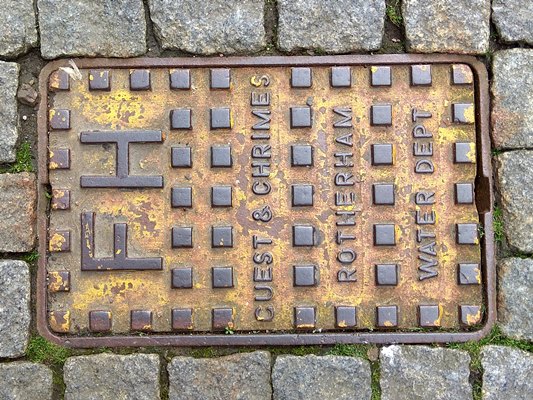 FH
GUEST & CHRIMES
ROTHERHAM
WATER DEPT